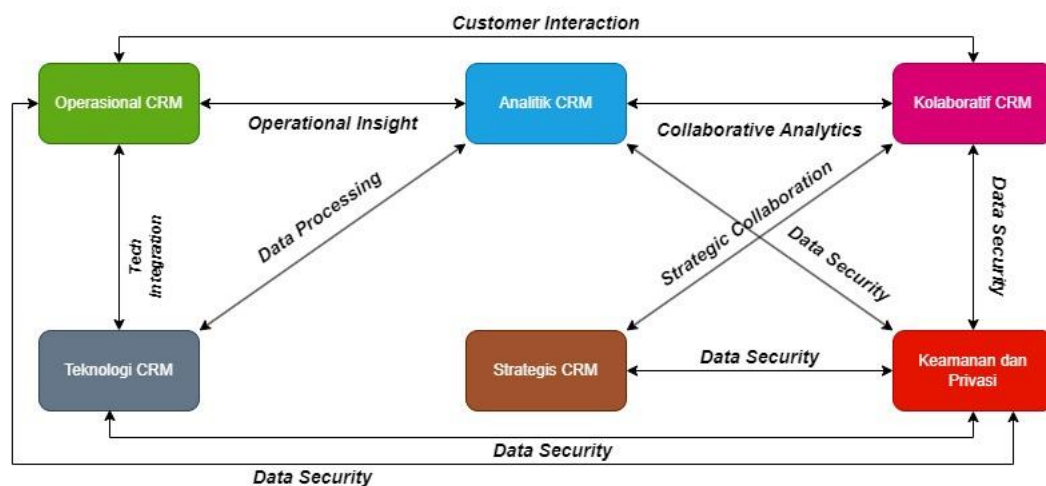 Customer Interaction
Operasional CRM
Analitik CRM
Kolaboratif CRM
Operational Insight
Collaborative Analytics
Data Processing
Strategic Collaboration
Data Security
Data Security
Tech
Integration
Teknologi CRM
Strategis CRM
Data Security
Keamanan dan
Privasi
Data Security
Data Security